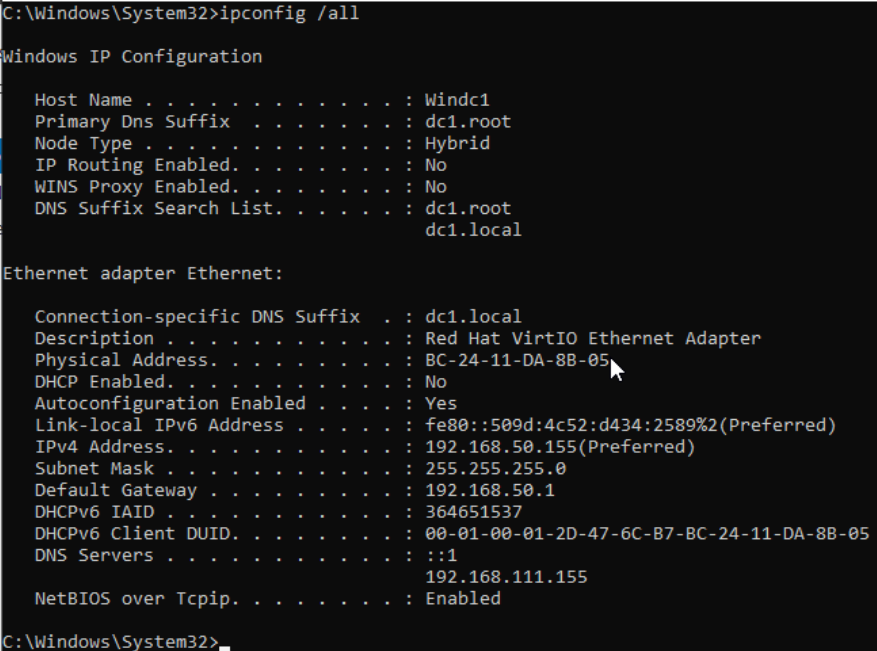 C:\Windows\System32>ipconfig /all
Windows IP Configuration
Host Name . . . . . . . . . . . . : Windc1
Primary Dns Suffix  . . . . . . . : dc1.root
Node Type . . . . . . . . . . . . : Hybrid
IP Routing Enabled. . . . . . . . : No
WINS Proxy Enabled. . . . . . . . : No
DNS Suffix Search List. . . . . . : dc1.root
dc1.local
Ethernet adapter Ethernet:
Connection-specific DNS Suffix  . : dc1.local
Description . . . . . . . . . . . : Red Hat VirtIO Ethernet Adapter
Physical Address. . . . . . . . . : BC-24-11-DA-8B-05
DHCP Enabled. . . . . . . . . . . : No
Autoconfiguration Enabled . . . . : Yes
Link-local IPv6 Address . . . . . : fe80::509d:4c52:d434:2589%2(Preferred)
IPv4 Address. . . . . . . . . . . : 192.168.50.155(Preferred)
Subnet Mask . . . . . . . . . . . : 255.255.255.0
Default Gateway . . . . . . . . . : 192.168.50.1
DHCPv6 IAID . . . . . . . . . . . : 364651537
DHCPv6 Client DUID. . . . . . . . : 00-01-00-01-2D-47-6C-B7-BC-24-11-DA-8B-05
DNS Servers . . . . . . . . . . . : ::1
192.168.111.155
NetBIOS over Tcpip. . . . . . . . : Enabled
C:\Windows\System32>